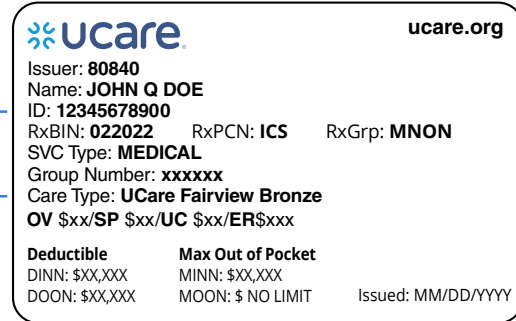 ucare. ucare.org
Issuer: 80840
Name: JOHN Q DOE
ID: 12345678900
RxBIN: 022022 RxPCN: ICS RxGrp: MNON
SVC Type: MEDICAL
Group Number: xxxxxx
Care Type: UCare Fairview Bronze
OV $xx/SP $xx/UC $xx/ER$xxx
Deductible Max Out of Pocket
DINN: $XX,XXX MINN: $XX,XXX
DOON: $XX,XXX MOON: $ NO LIMIT Issued: MM/DD/YYYY